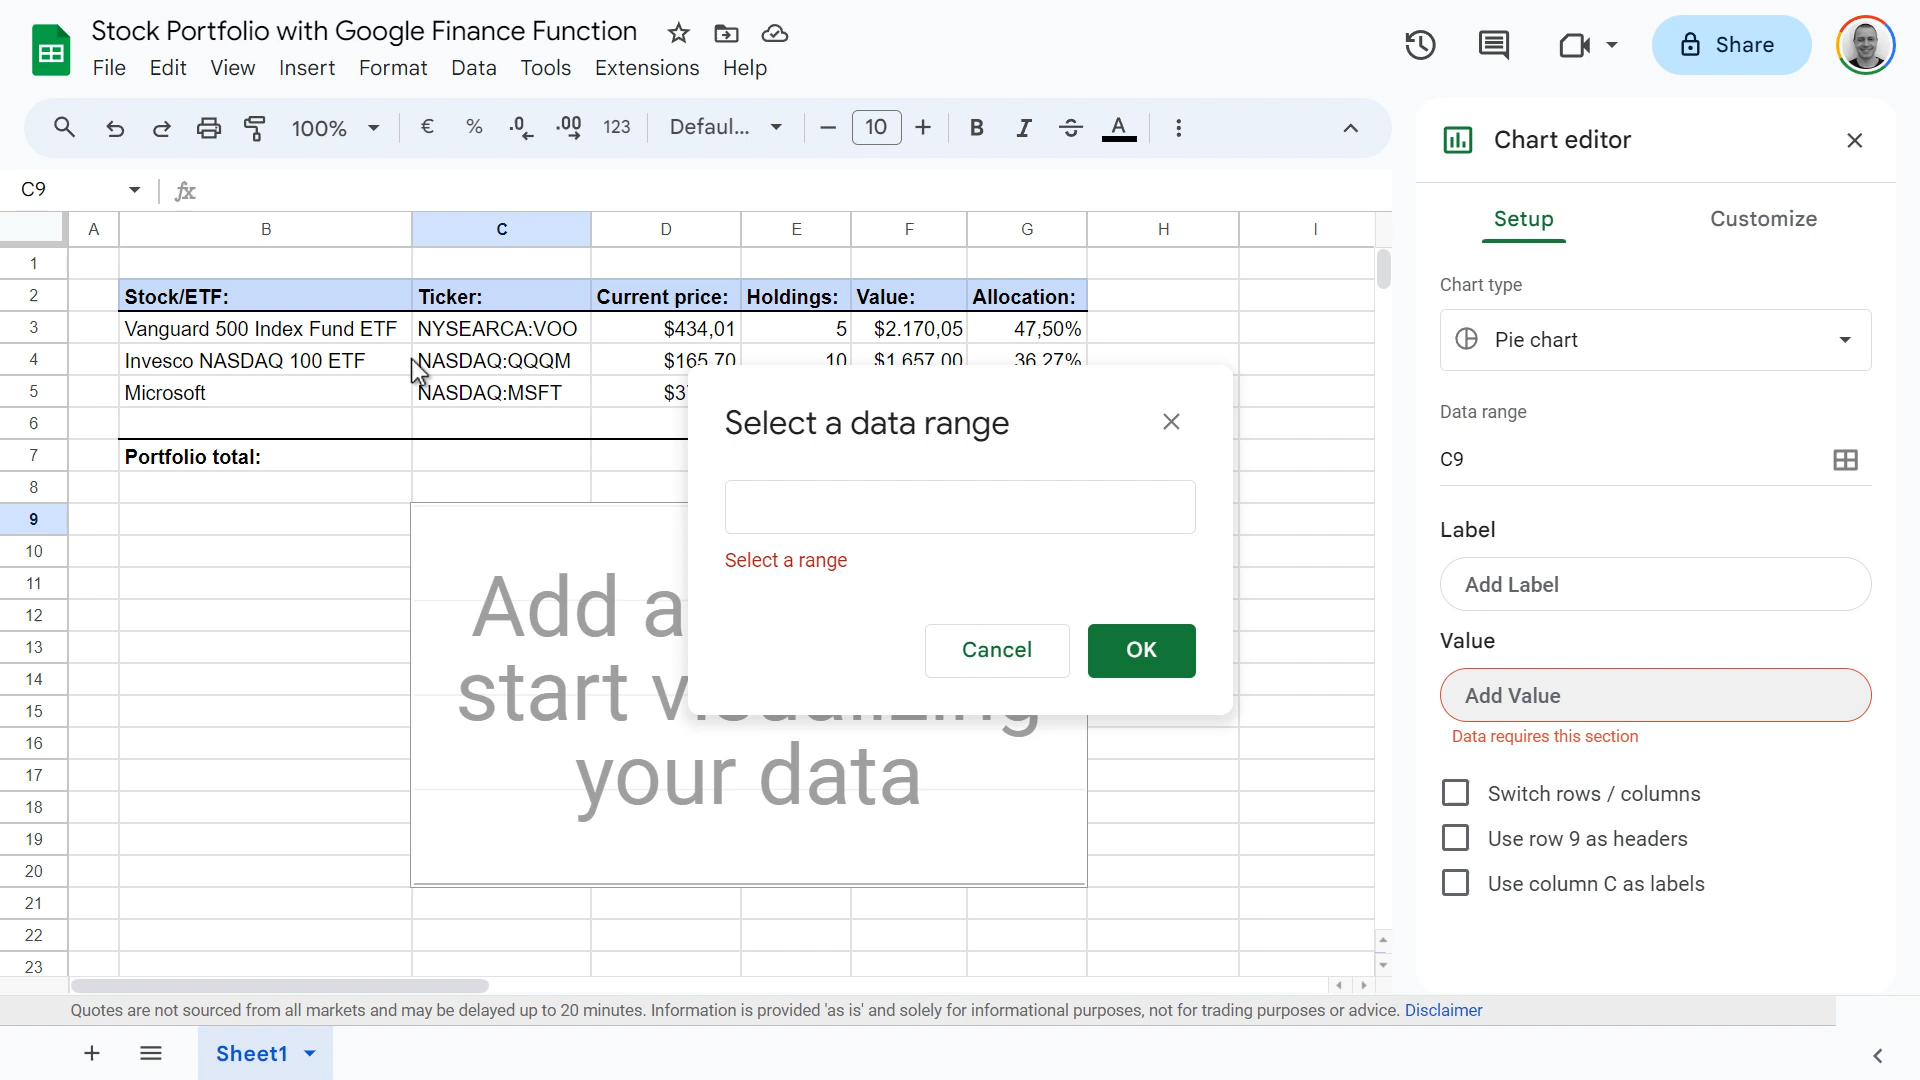 Stock Portfolio with Google Finance Function
File Edit View Insert Format Data Tools Extensions Help
Share
100% € % .0 .00 123 Defaul... 10 B I S A
C9 fx
A B C D E F G H I
1
2 Stock/ETF: Ticker: Current price: Holdings: Value: Allocation:
3 Vanguard 500 Index Fund ETF NYSEARCA:VOO $434,01 5 $2.170,05 47,50%
4 Invesco NASDAQ 100 ETF NASDAQ:QQQM $165,70 10 $1.657,00 36,27%
5 Microsoft NASDAQ:MSFT
6
7 Portfolio total:
8
9
10
11
12
13
14
15
16
17
18
19
20
21
22
23
Add a
start visualizing
your data
Select a data range
Select a range
Cancel OK
Chart editor
Setup Customize
Chart type
Pie chart
Data range
C9
Label
Add Label
Value
Add Value
Data requires this section
Switch rows / columns
Use row 9 as headers
Use column C as labels
Quotes are not sourced from all markets and may be delayed up to 20 minutes. Information is provided 'as is' and solely for informational purposes, not for trading purposes or advice. Disclaimer
Sheet1